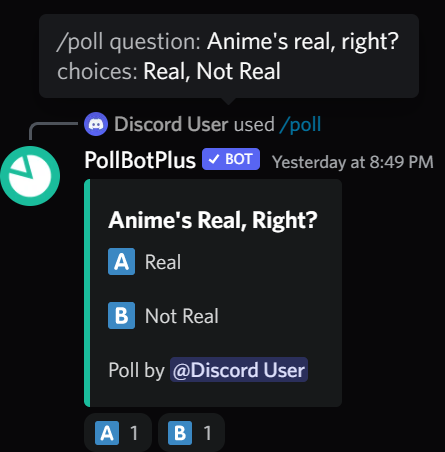 /poll question: Anime's real, right?
choices: Real, Not Real
Discord User used /poll
PollBotPlus ✓ BOT Yesterday at 8:49 PM
Anime's Real, Right?
A Real
B Not Real
Poll by @Discord User
A 1 B 1